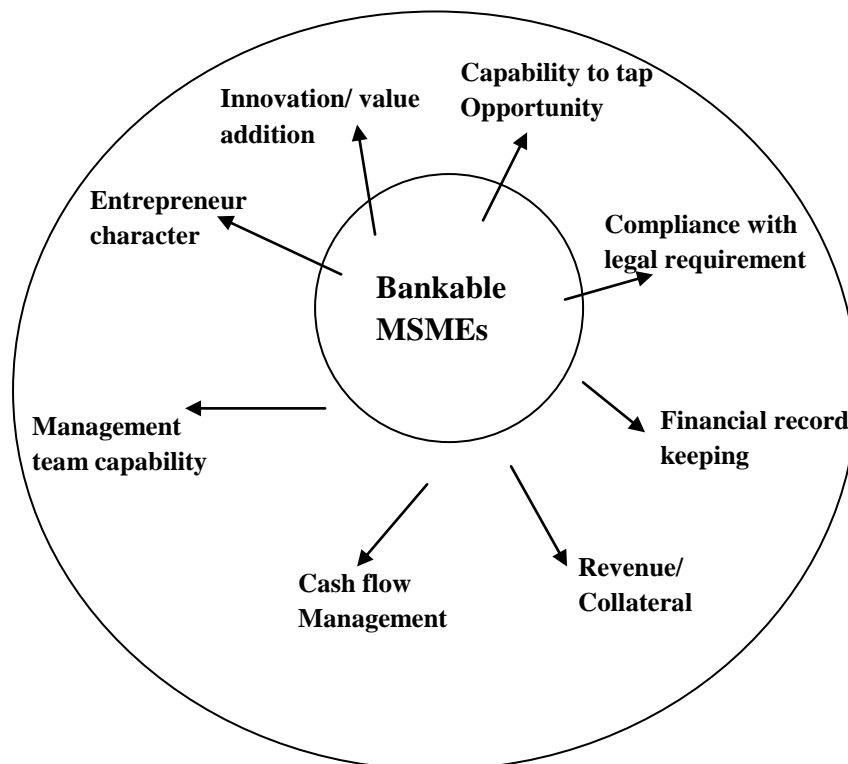 Capability to tap
Opportunity
Innovation/ value
addition
Entrepreneur
character
Compliance with
legal requirement
Bankable
MSMEs
Financial record
keeping
Management
team capability
Revenue/
Collateral
Cash flow
Management